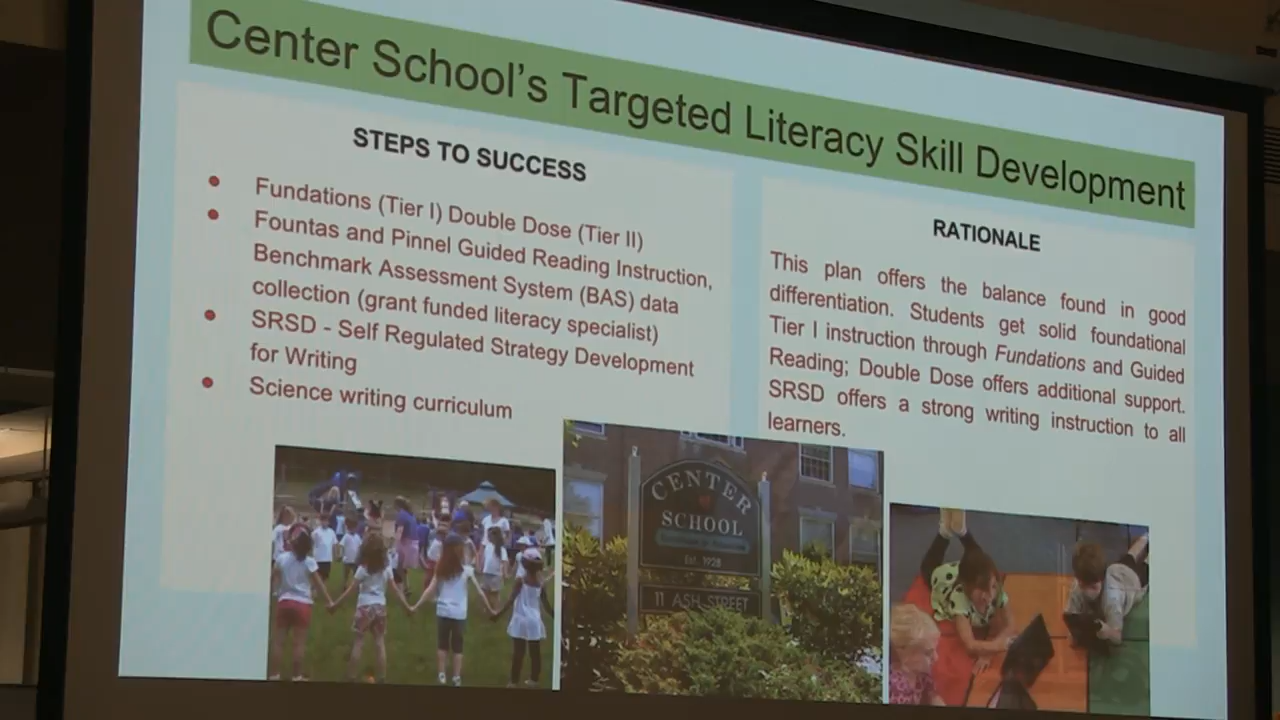 Center School's Targeted Literacy Skill Development
STEPS TO SUCCESS
Fundations (Tier I) Double Dose (Tier II)
Fountas and Pinnel Guided Reading Instruction,
Benchmark Assessment System (BAS) data
collection (grant funded literacy specialist)
SRSD - Self Regulated Strategy Development
for Writing
Science writing curriculum
RATIONALE
This plan offers the balance found in good
differentiation. Students get solid foundational
Tier I instruction through Fundations and Guided
Reading; Double Dose offers additional support.
SRSD offers a strong writing instruction to all
learners.
CENTER
SCHOOL
Est. 1928
11 ASH STREET